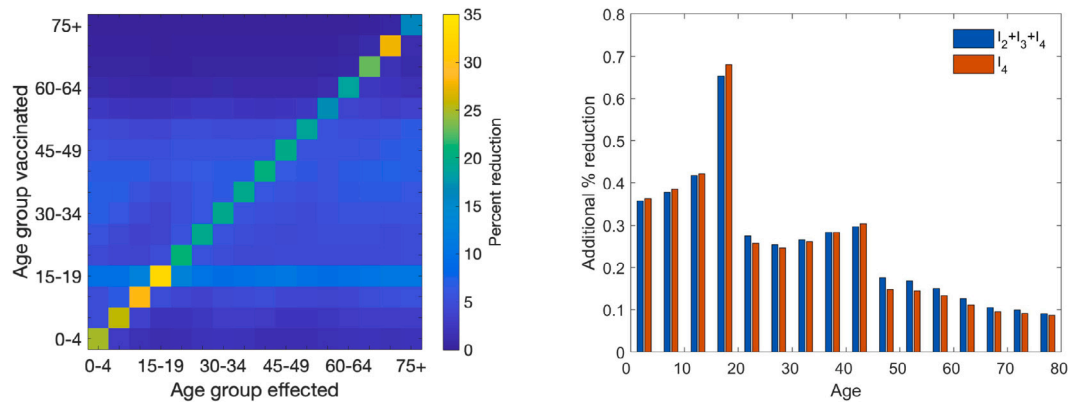 75+
60-64
45-49
30-34
15-19
0-4
Age group vaccinated
0-4 15-19 30-34 45-49 60-64 75+
Age group effected
35
30
25
20
15
10
5
0
Percent reduction
0.8
0.7
0.6
0.5
0.4
0.3
0.2
0.1
0
Additional % reduction
I₂+I₃+I₄
I₄
0 10 20 30 40 50 60 70 80
Age